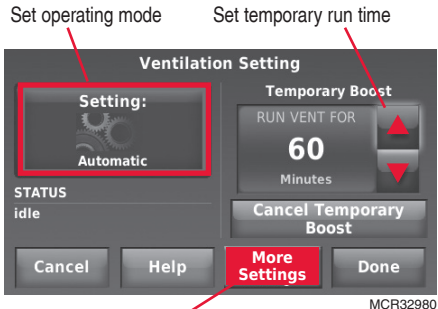 Set operating mode
Set temporary run time
Ventilation Setting
Setting:
Automatic
STATUS
idle
Temporary Boost
RUN VENT FOR
60
Minutes
Cancel Temporary
Boost
Cancel
Help
More
Settings
Done
MCR32980